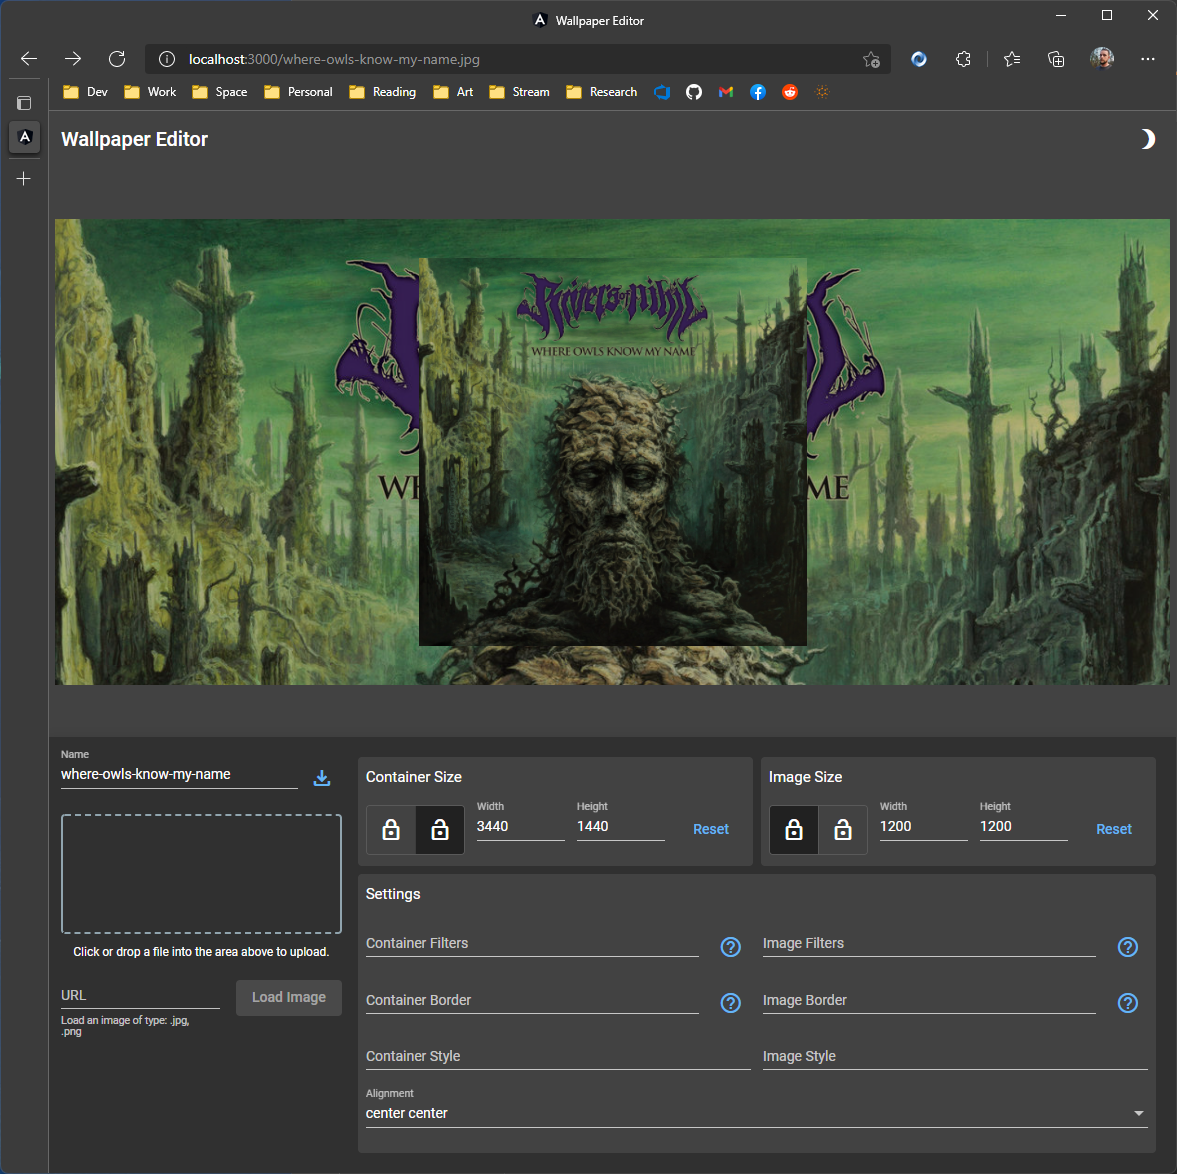 Wallpaper Editor
localhost:3000/where-owls-know-my-name.jpg
Dev Work Space Personal Reading Art Stream Research
Wallpaper Editor
Rivers of Nihil
WHERE OWLS KNOW MY NAME
WE
ME
Name
where-owls-know-my-name
Click or drop a file into the area above to upload.
URL
Load Image
Load an image of type: .jpg,
.png
Container Size
Width Height
3440 1440 Reset
Image Size
Width Height
1200 1200 Reset
Settings
Container Filters Image Filters
Container Border Image Border
Container Style Image Style
Alignment
center center